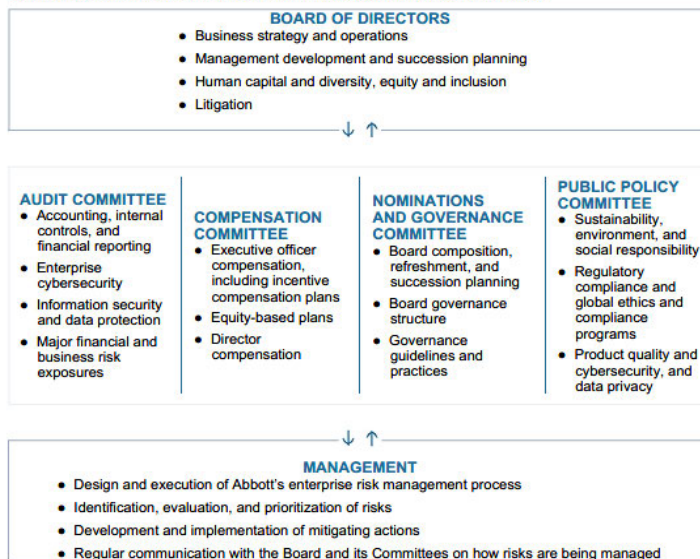 BOARD OF DIRECTORS
● Business strategy and operations
● Management development and succession planning
● Human capital and diversity, equity and inclusion
● Litigation
AUDIT COMMITTEE
● Accounting, internal
controls, and
financial reporting
● Enterprise
cybersecurity
● Information security
and data protection
● Major financial and
business risk
exposures
COMPENSATION
COMMITTEE
● Executive officer
compensation,
including incentive
compensation plans
● Equity-based plans
● Director
compensation
NOMINATIONS
AND GOVERNANCE
COMMITTEE
● Board composition,
refreshment, and
succession planning
● Board governance
structure
● Governance
guidelines and
practices
PUBLIC POLICY
COMMITTEE
● Sustainability,
environment, and
social responsibility
● Regulatory
compliance and
global ethics and
compliance
programs
● Product quality and
cybersecurity, and
data privacy
MANAGEMENT
● Design and execution of Abbott's enterprise risk management process
● Identification, evaluation, and prioritization of risks
● Development and implementation of mitigating actions
● Regular communication with the Board and its Committees on how risks are being managed